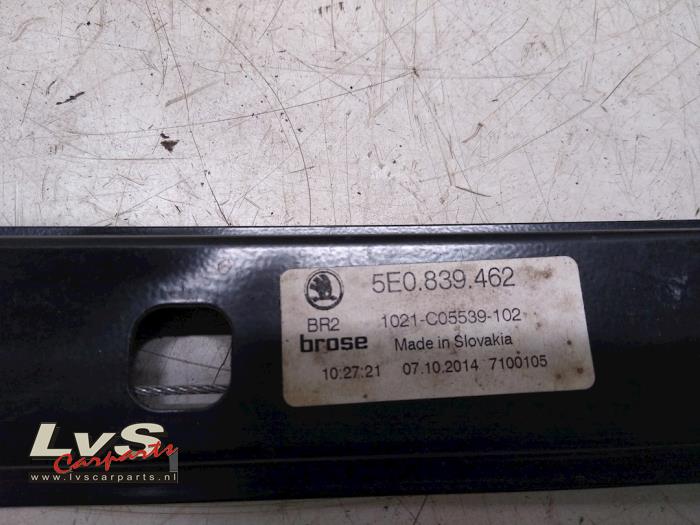 5E0.839.462
BR2 1021-C05539-102
brose Made in Slovakia
10:27:21 07.10.2014 7100105
LvS
Carparts
www.lvscarparts.nl